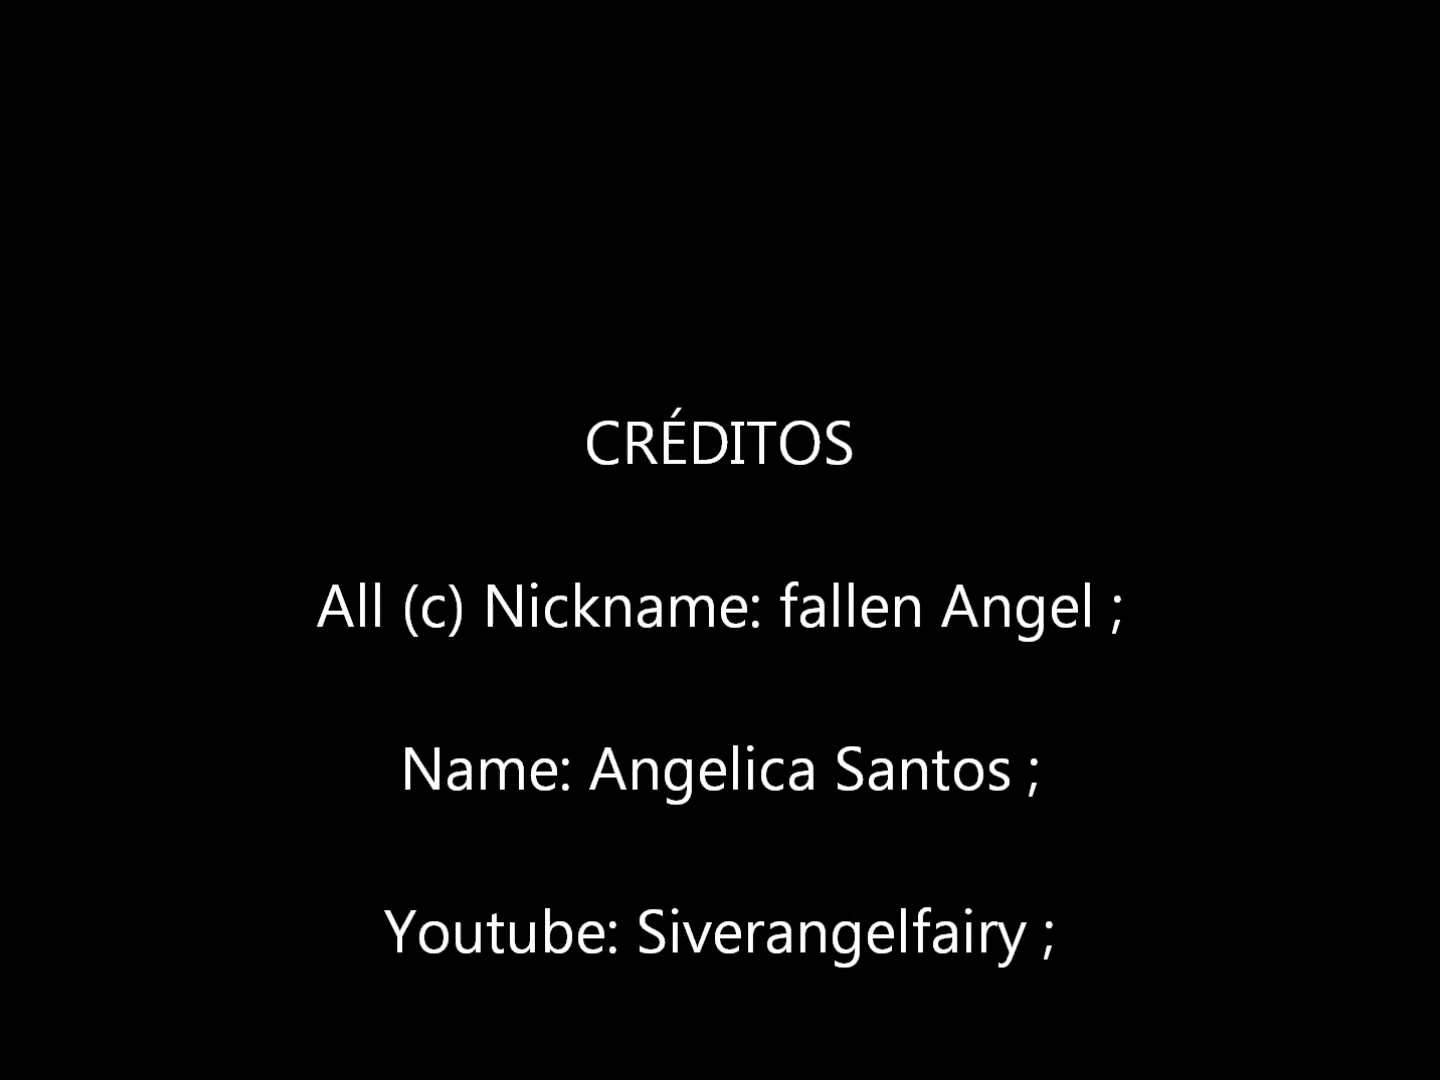 CRÉDITOS
All (c) Nickname: fallen Angel ;
Name: Angelica Santos ;
Youtube: Siverangelfairy ;